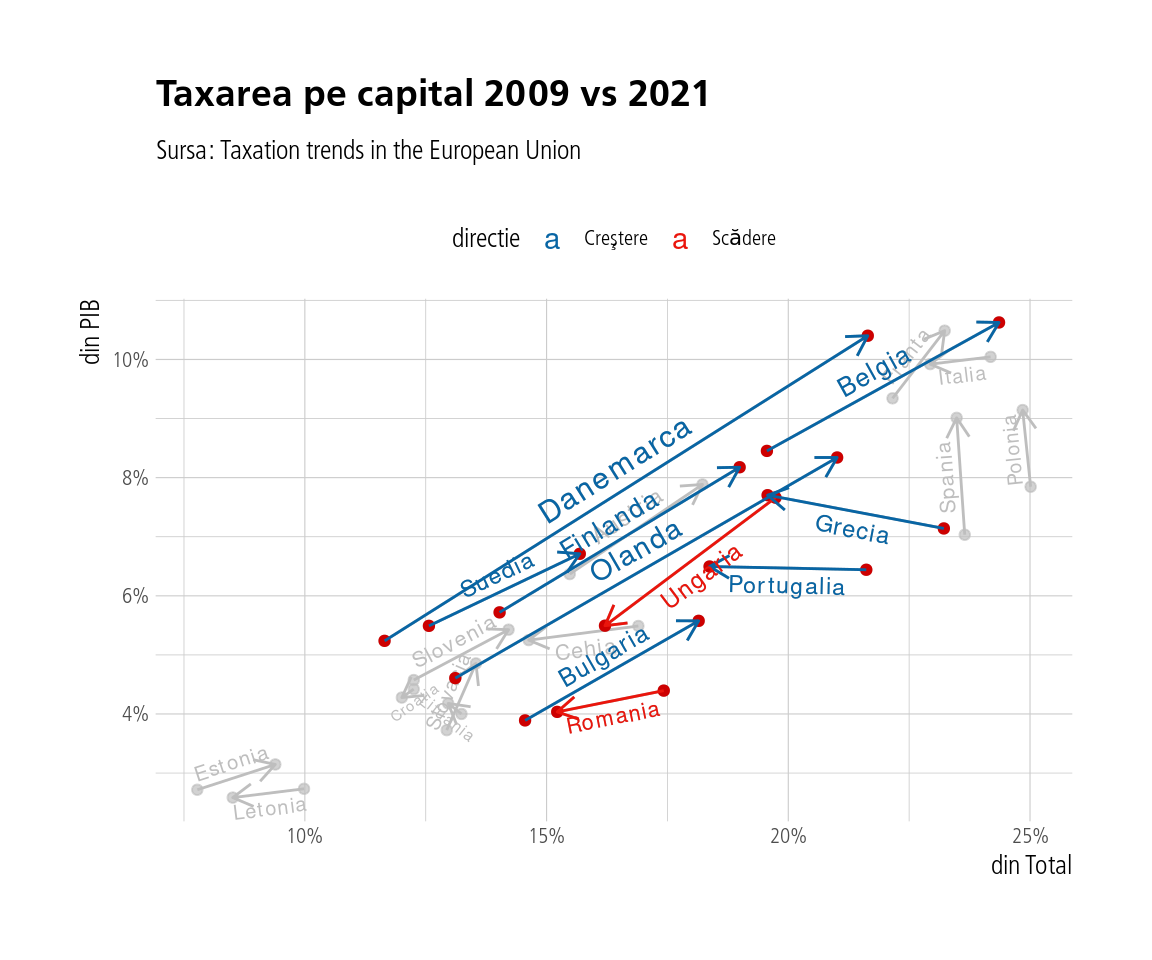 Taxarea pe capital 2009 vs 2021
Sursa: Taxation trends in the European Union
directie a Creştere a Scădere
din PIB
10%
8%
6%
4%
Belgia
Italia
Danemarca
Polonia
Spania
Austria
Finlanda
Olanda
Grecia
Suedia
Ungaria
Portugalia
Slovenia
Cehia
Bulgaria
Croatia
Romania
Estonia
Letonia
10% 15% 20% 25%
din Total